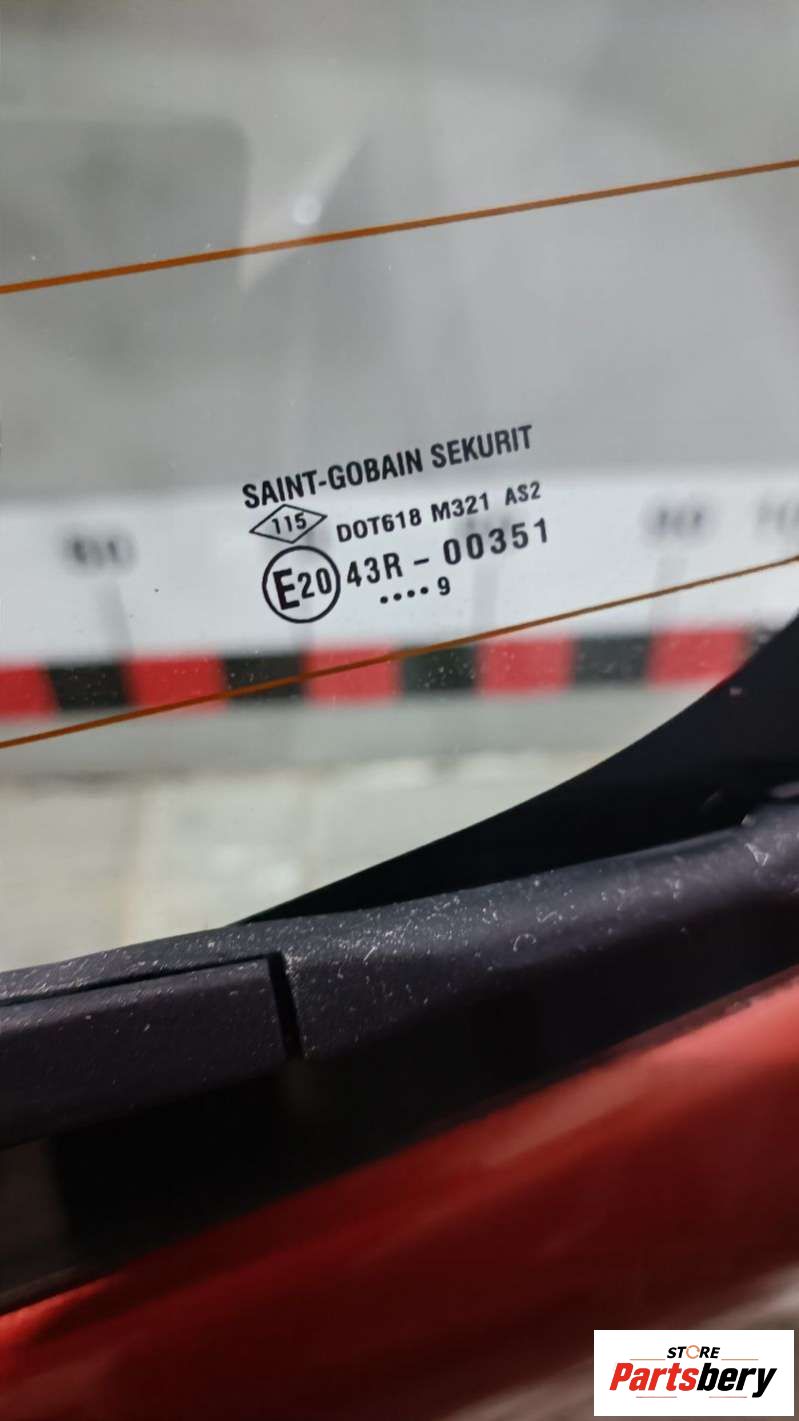 SAINT-GOBAIN SEKURIT
115 DOT618 M321 AS2
E20 43R - 00351
.... 9
STORE
Partsbery